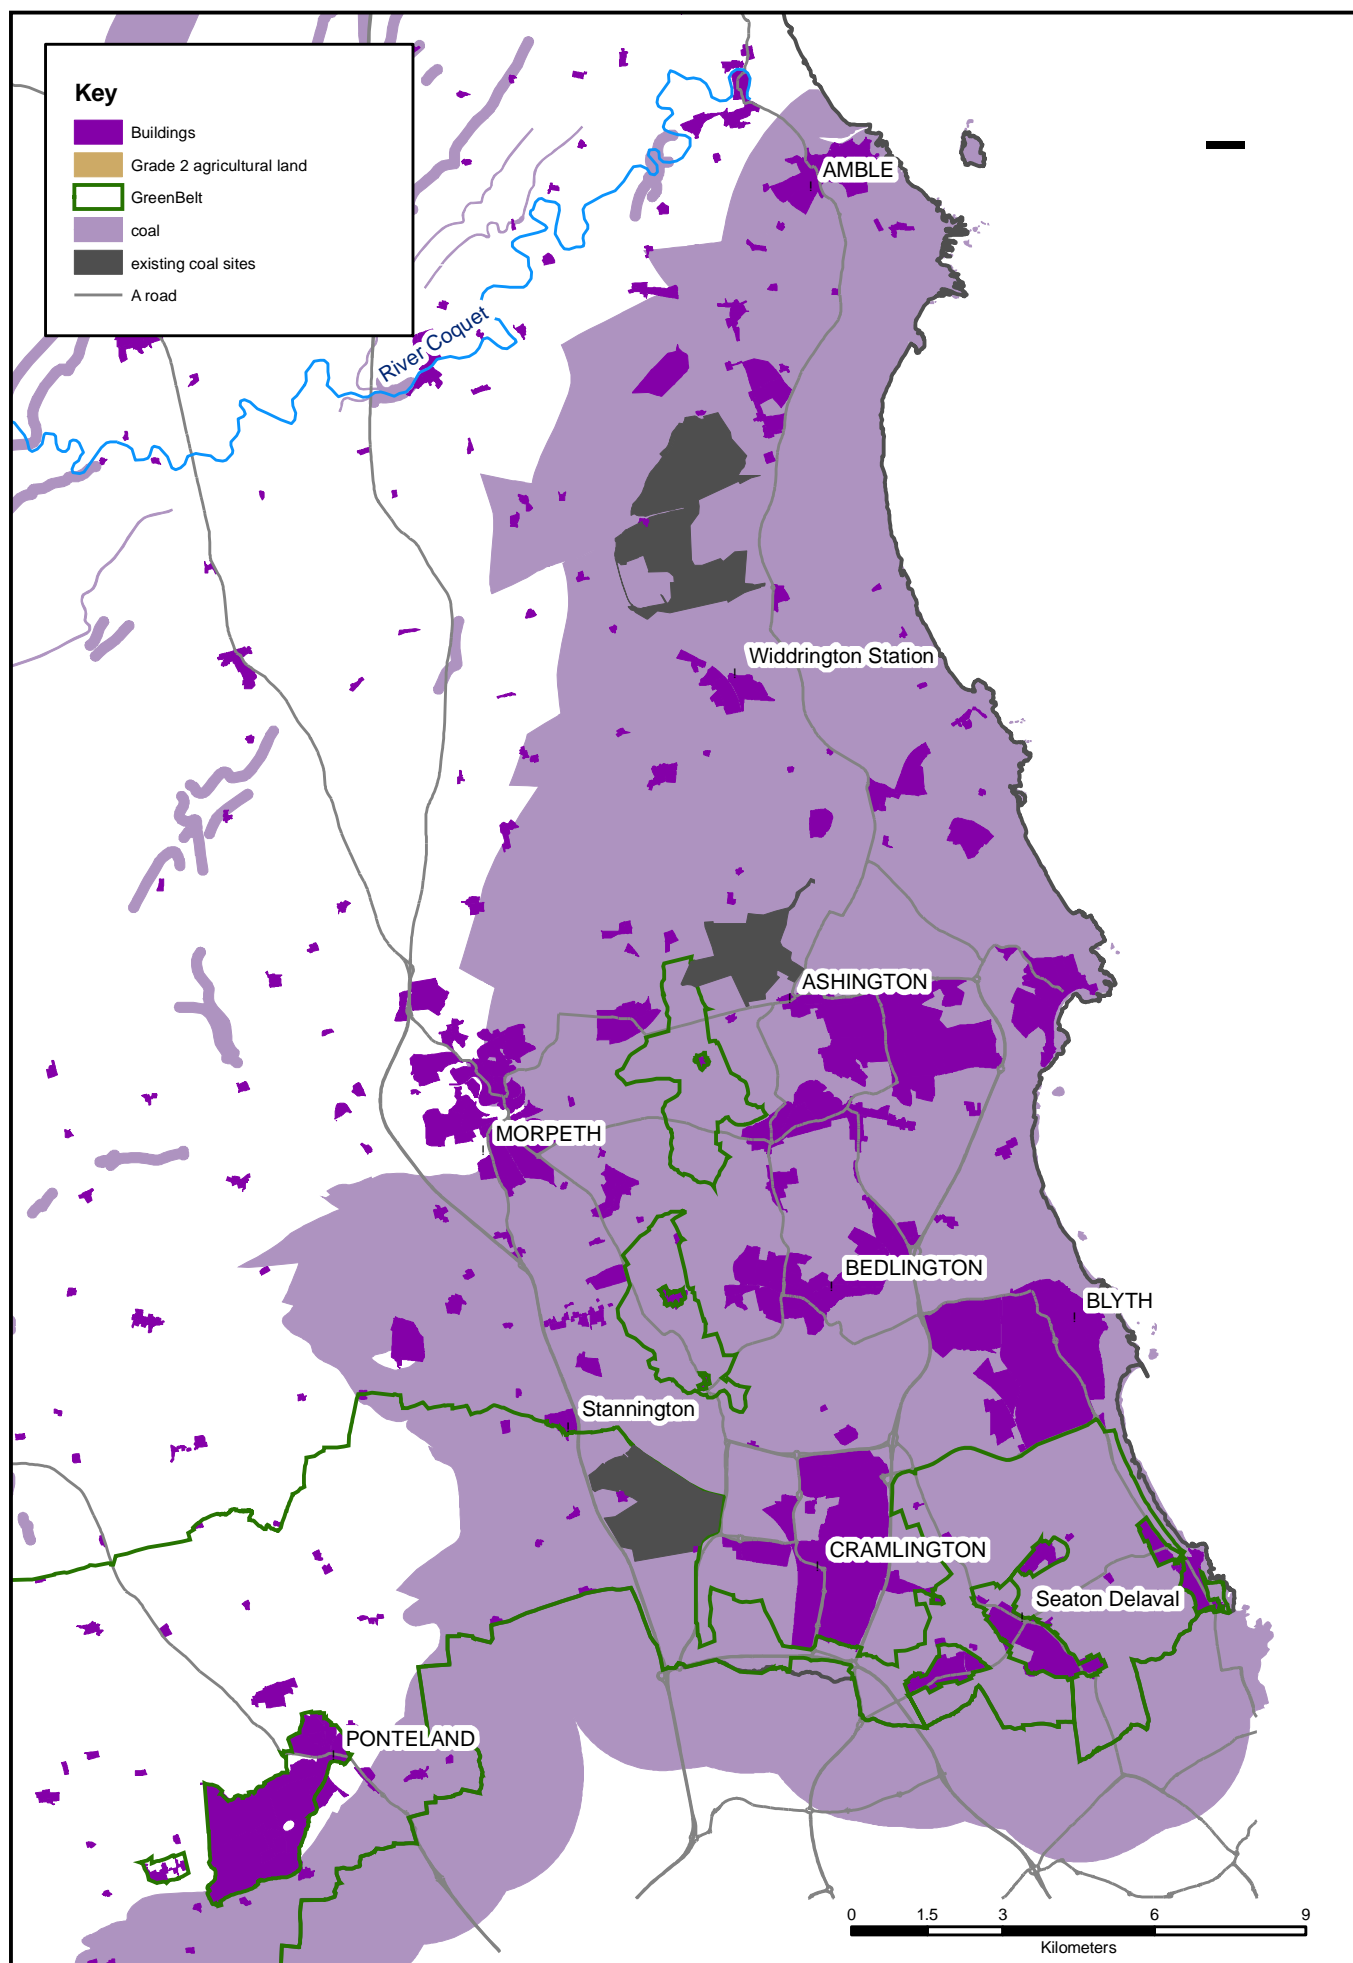 Key
Buildings
Grade 2 agricultural land
GreenBelt
coal
existing coal sites
A road
AMBLE
River Coquet
Widdrington Station
ASHINGTON
MORPETH
BEDLINGTON
BLYTH
Stannington
CRAMLINGTON
Seaton Delaval
PONTELAND
0 1.5 3 6 9
Kilometers